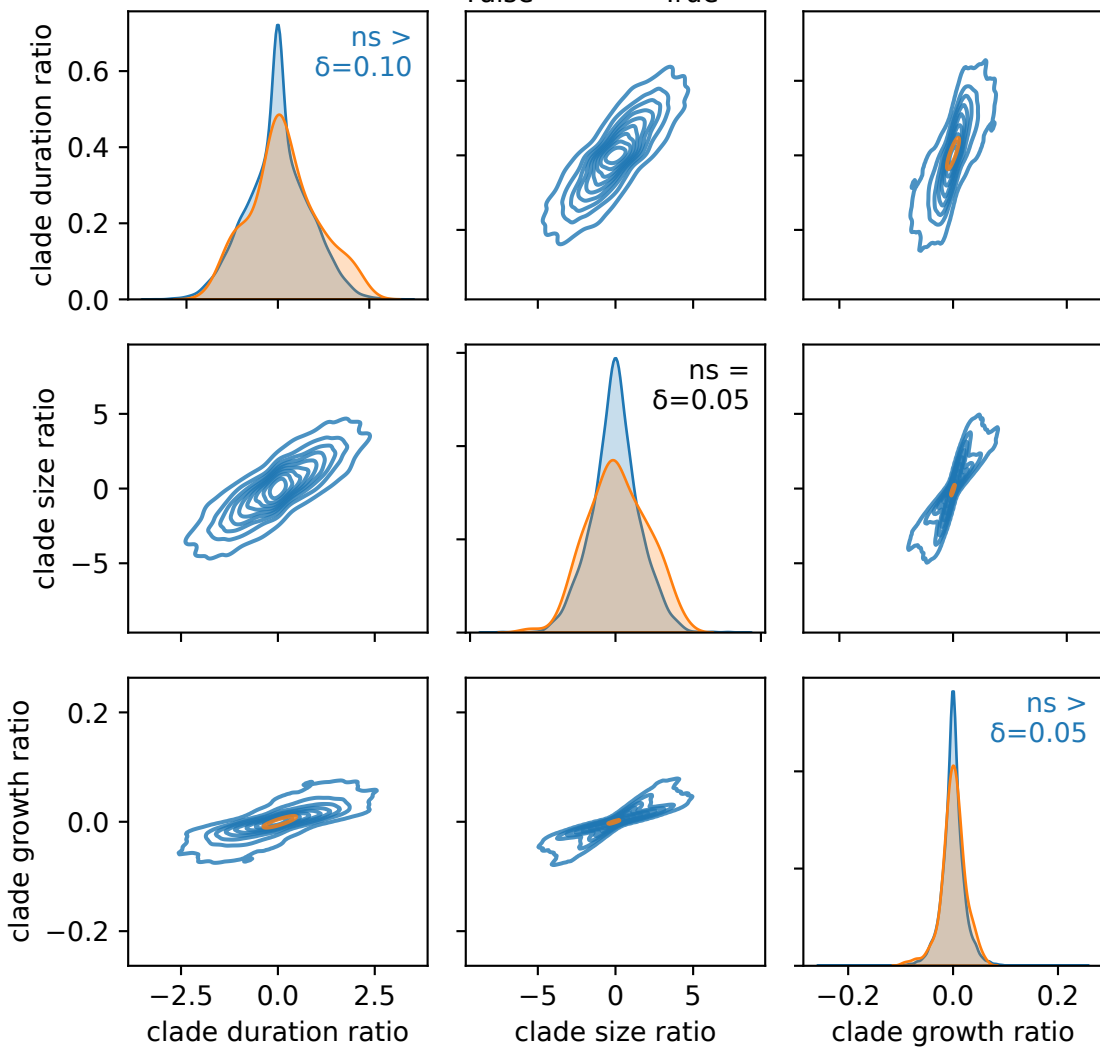 True
clade duration ratio
0.6
0.4
0.2
0.0
ns >
δ=0.10
clade size ratio
5
0
−5
ns =
δ=0.05
clade growth ratio
0.2
0.0
−0.2
ns >
δ=0.05
−2.5
0.0
2.5
−5
0
5
−0.2
0.0
0.2
clade duration ratio
clade size ratio
clade growth ratio